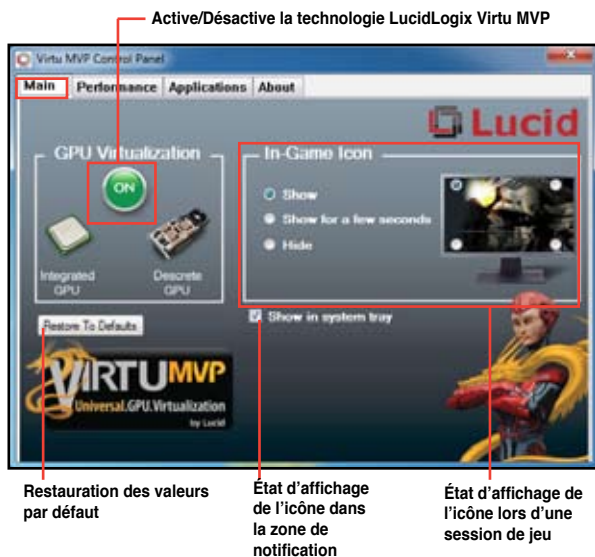 Active/Désactive la technologie LucidLogix Virtu MVP
Virtu MVP Control Panel
Main Performance Applications About
Lucid
GPU Virtualization
In-Game Icon
ON
Show
Show for a few seconds
Hide
Integrated GPU
Descrete GPU
Restore To Defaults
Show in system tray
VIRTU MVP
Universal.GPU.Virtualization
by Lucid
Restauration des valeurs
par défaut
État d'affichage
de l'icône dans
la zone de
notification
État d'affichage de
l'icône lors d'une
session de jeu